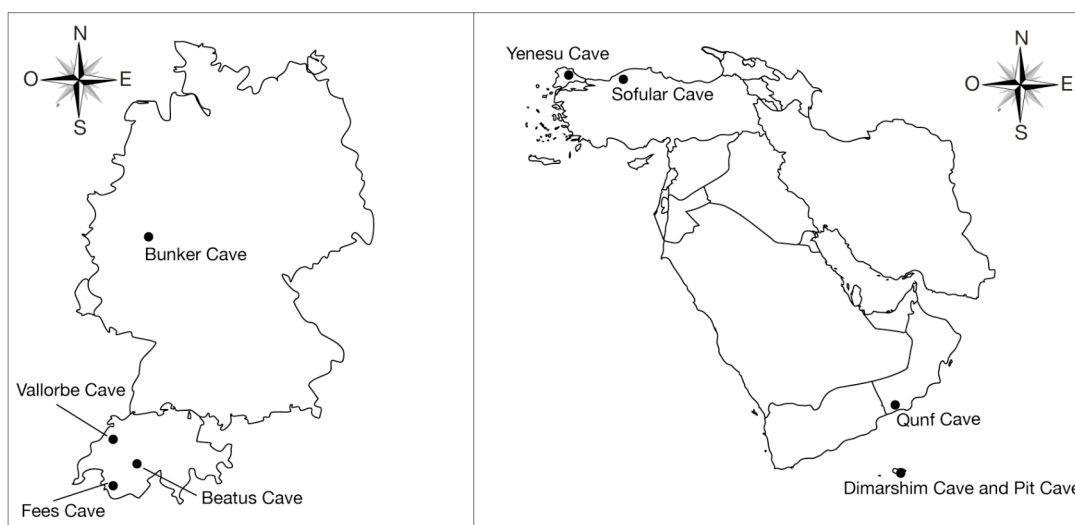 N
O
E
S
Bunker Cave
Vallorbe Cave
Beatus Cave
Fees Cave
Yenesu Cave
Sofular Cave
N
O
E
S
Qunf Cave
Dimarshim Cave and Pit Cave